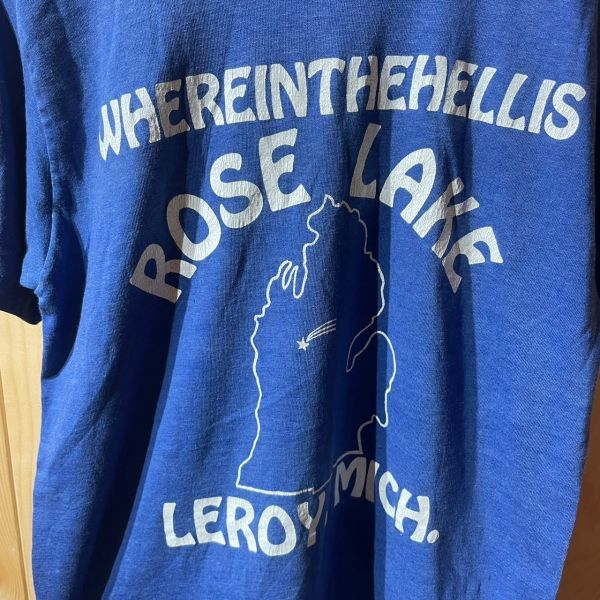 WHEREINTHEHELLIS
ROSE LAKE
LEROY, MICH.